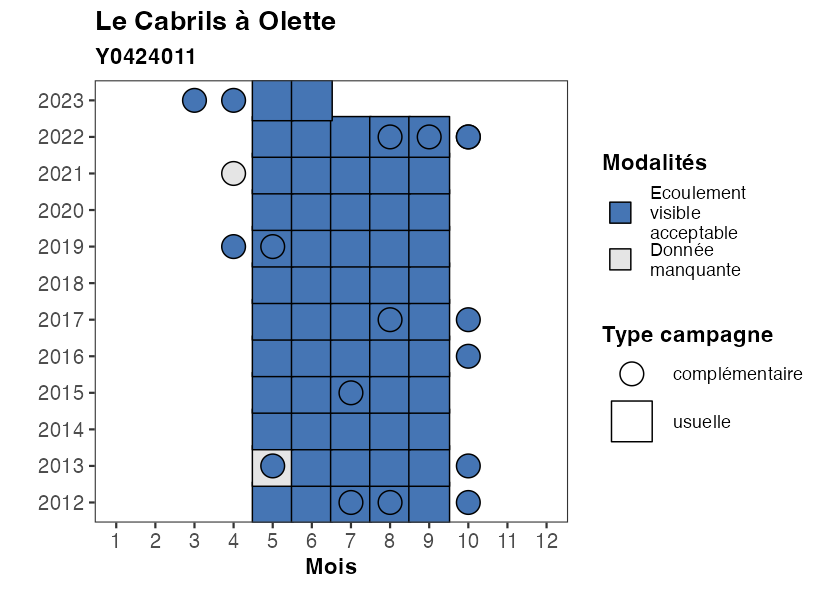 Le Cabrils à Olette
Y0424011
2023
2022
2021
2020
2019
2018
2017
2016
2015
2014
2013
2012
1 2 3 4 5 6 7 8 9 10 11 12
Mois
Modalités
Ecoulement
visible
acceptable
Donnée
manquante
Type campagne
complémentaire
usuelle